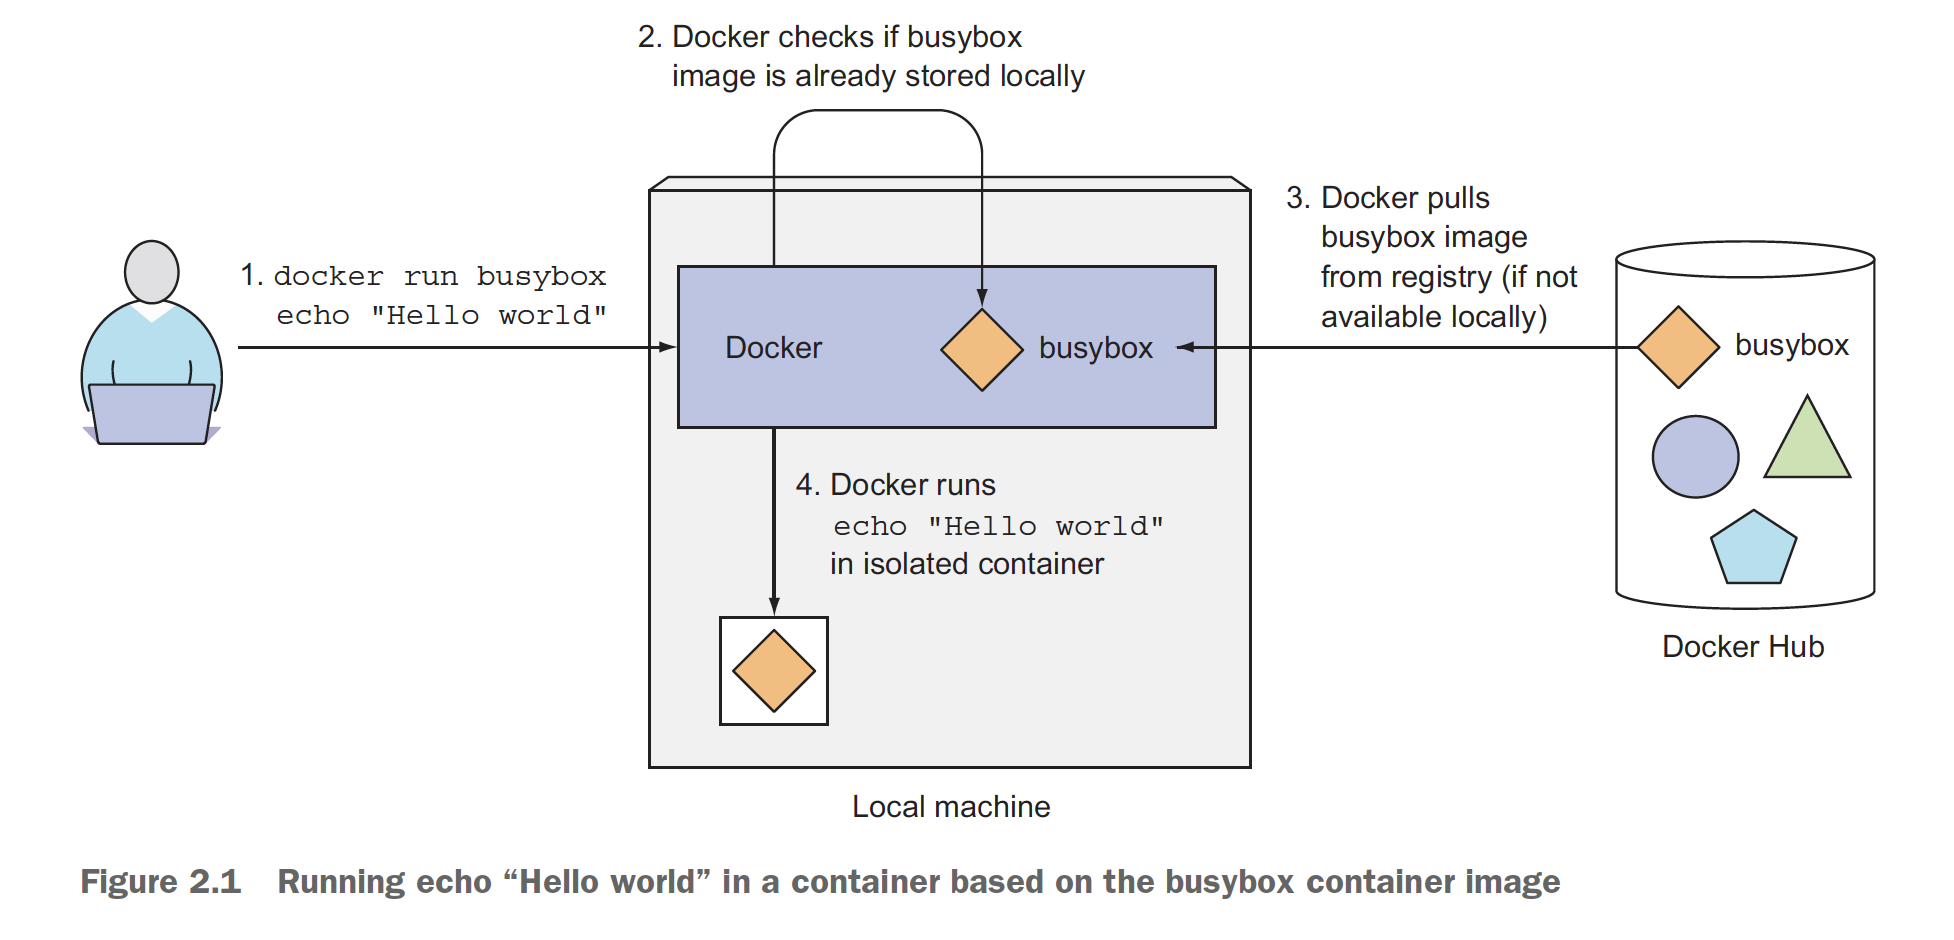 2. Docker checks if busybox
image is already stored locally
3. Docker pulls
busybox image
from registry (if not
available locally)
1. docker run busybox
echo "Hello world"
Docker
busybox
busybox
4. Docker runs
echo "Hello world"
in isolated container
Docker Hub
Local machine
Figure 2.1 Running echo “Hello world” in a container based on the busybox container image